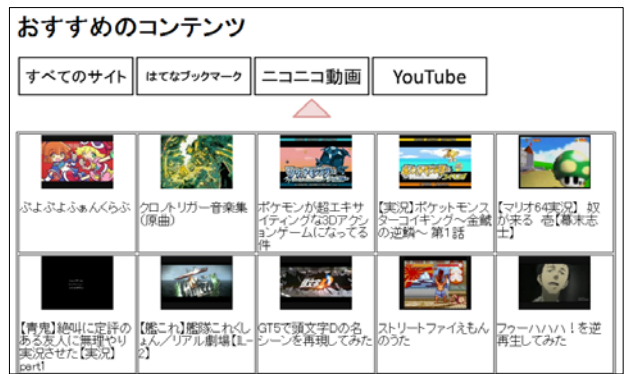 おすすめのコンテンツ
すべてのサイト
はてなブックマーク
ニコニコ動画
YouTube
ぷよぷよふぁんくらぶ
クロノトリガー音楽集
(原曲)
ポケモンが超エキサ
イティングな3Dアクシ
ョンゲームになってる
件
【実況】ポケットモンス
ターコイキング～金鯱
の逆鱗～ 第1話
【マリオ64実況】 奴
が来る 壱【幕末志
士】
【青鬼】絶叫に定評の
ある友人に無理やり
実況させた【実況】
part1
【艦これ】艦隊これくし
ょん／リアル劇場【IL-
2】
GT5で頭文字Dの名
シーンを再現してみた
ストリートファイえもん
のうた
フゥーハハハ！を逆
再生してみた